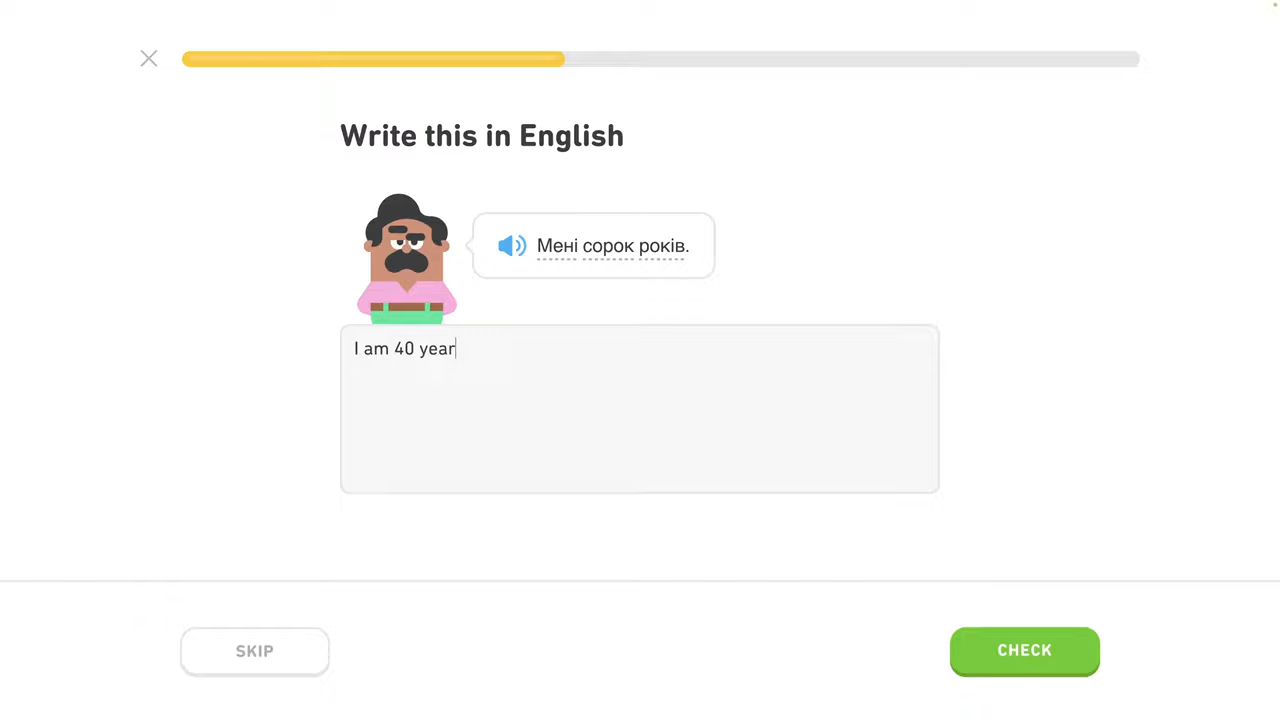 Write this in English
Мені сорок років.
I am 40 year
SKIP
CHECK